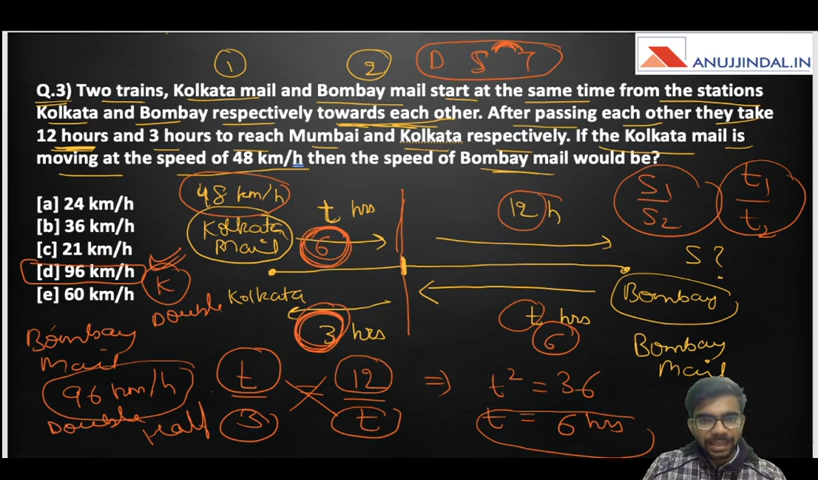 1 2 D S T
ANUJJINDAL.IN
Q.3) Two trains, Kolkata mail and Bombay mail start at the same time from the stations
Kolkata and Bombay respectively towards each other. After passing each other they take
12 hours and 3 hours to reach Mumbai and Kolkata respectively. If the Kolkata mail is
moving at the speed of 48 km/h then the speed of Bombay mail would be?
[a] 24 km/h
[b] 36 km/h
[c] 21 km/h
[d] 96 km/h
[e] 60 km/h
48 km/h
Kolkata
Mail
t hrs
6
12 h
S1/S2 t1/t2
S?
K
Double
Kolkata
3 hrs
t hrs
6
Bombay
Bombay
Mail
Bombay
Mail
96 km/h
Double half
t/3 = 12/t ⇒ t² = 36
t = 6 hrs